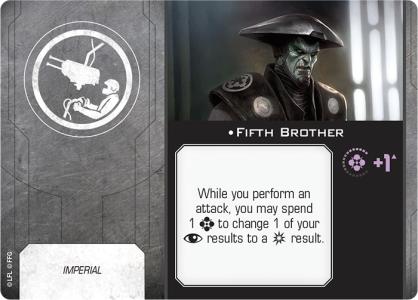 • FIFTH BROTHER
+1
While you perform an
attack, you may spend
1 to change 1 of your
results to a result.
IMPERIAL
© LFL © FFG